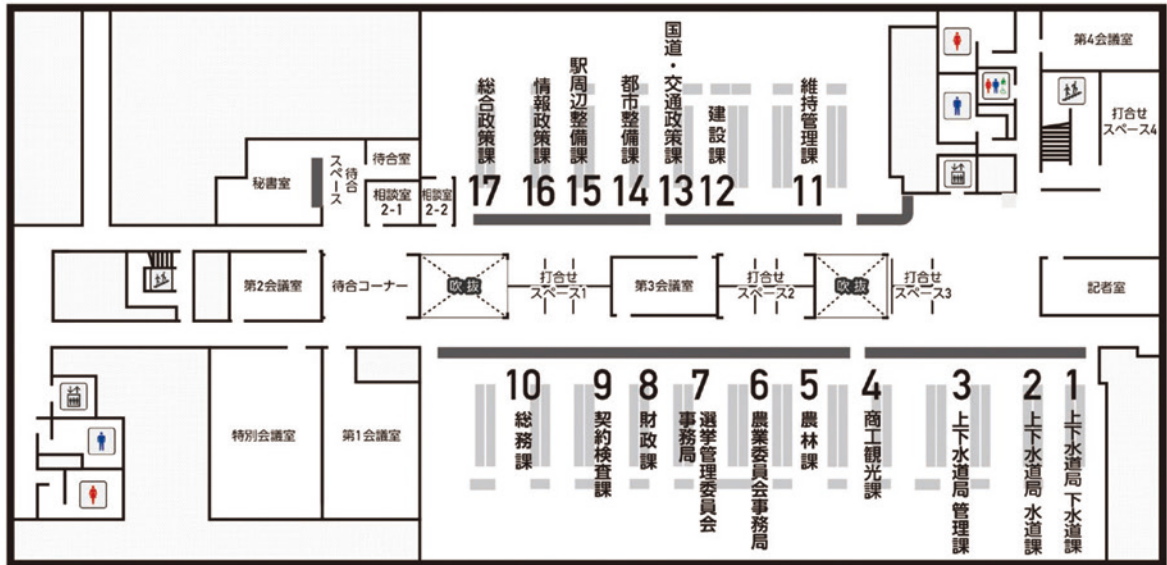 第4会議室
打合せ
スペース4
総合政策課
情報政策課
駅周辺整備課
都市整備課
国道・交通政策課
建設課
維持管理課
17
16
15
14
13
12
11
秘書室
待合
スペース
待合室
相談室
2-1
相談室
2-2
第2会議室
待合コーナー
吹抜
打合せ
スペース1
第3会議室
打合せ
スペース2
吹抜
打合せ
スペース3
記者室
特別会議室
第1会議室
10
総務課
9
契約検査課
8
財政課
7
選挙管理委員会
事務局
6
農業委員会事務局
5
農林課
4
商工観光課
3
上下水道局 管理課
2
上下水道局 水道課
1
上下水道局 下水道課